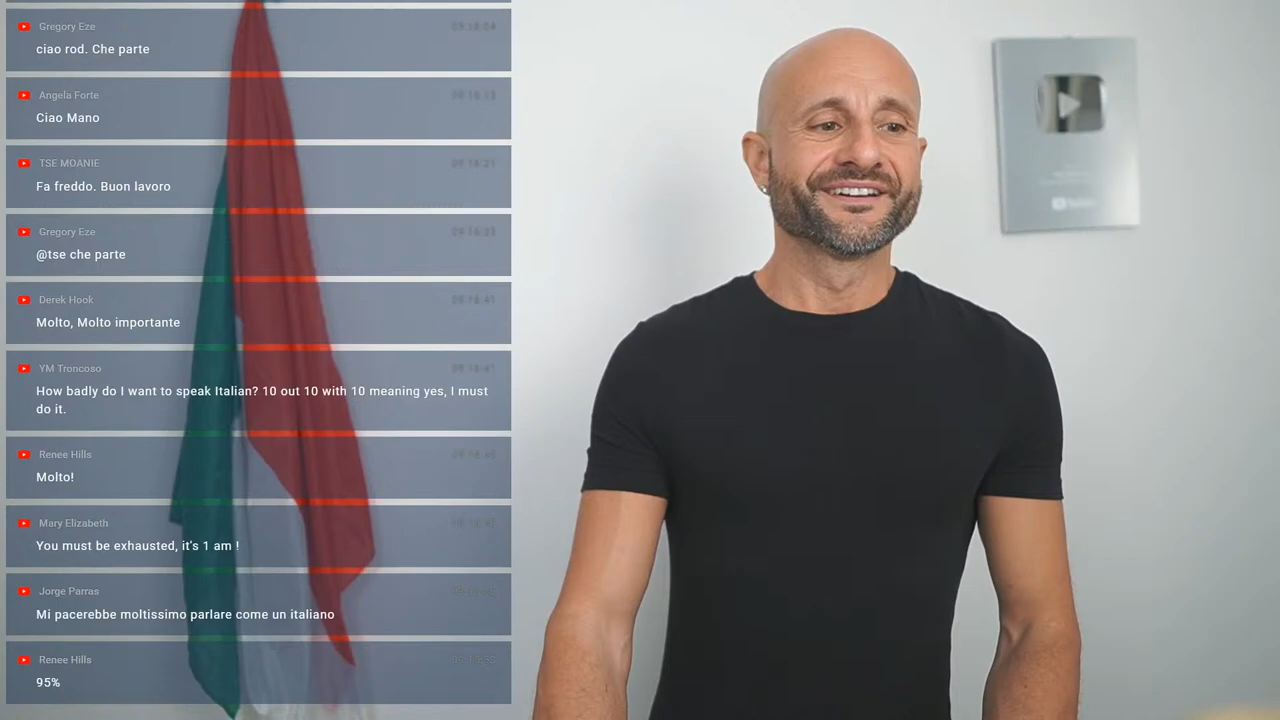 Gregory Eze
ciao rod. Che parte
Angela Forte
Ciao Mano
TSE MOANIE
Fa freddo. Buon lavoro
Gregory Eze
@tse che parte
Derek Hook
Molto, Molto importante
YM Troncoso
How badly do I want to speak Italian? 10 out 10 with 10 meaning yes, I must
do it.
Renee Hills
Molto!
Mary Elizabeth
You must be exhausted, it's 1 am !
Jorge Parras
Mi pacerebbe moltissimo parlare come un italiano
Renee Hills
95%